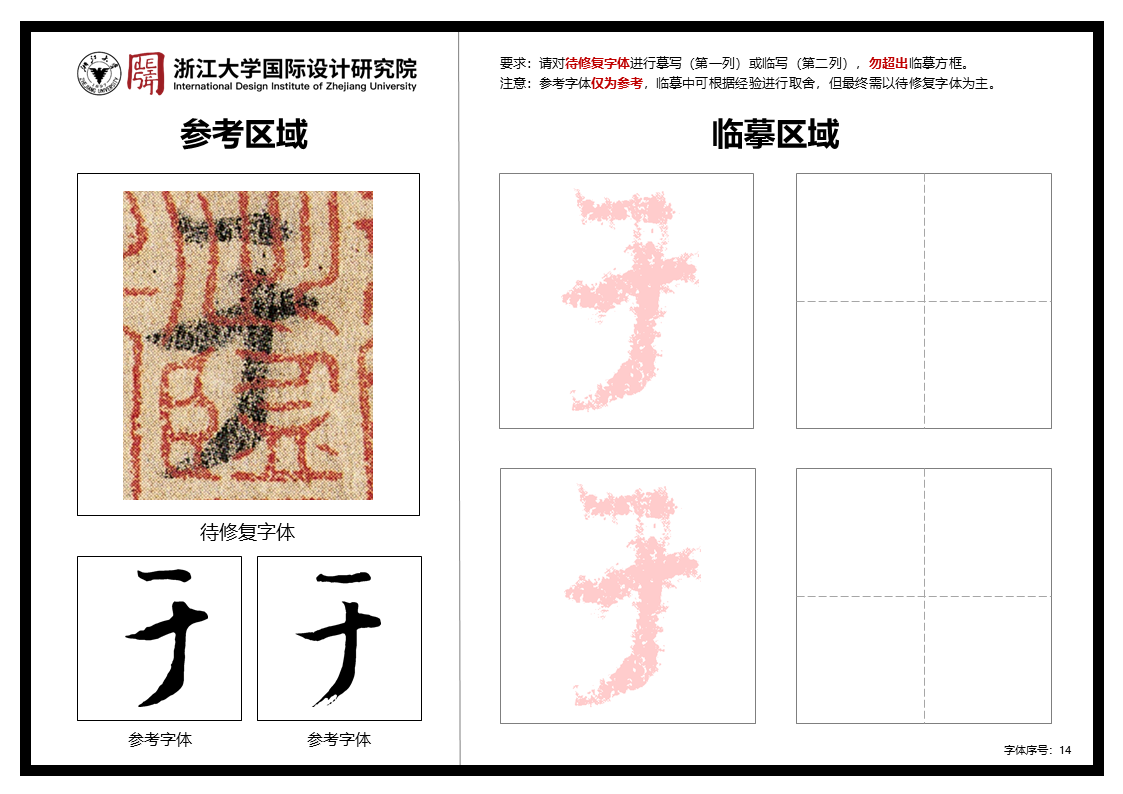 浙江大学国际设计研究院
International Design Institute of Zhejiang University
参考区域
于
待修复字体
于
于
参考字体
参考字体
要求：请对待修复字体进行摹写（第一列）或临写（第二列），勿超出临摹方框。
注意：参考字体仅为参考，临摹中可根据经验进行取舍，但最终需以待修复字体为主。
临摹区域
于
于
字体序号：14